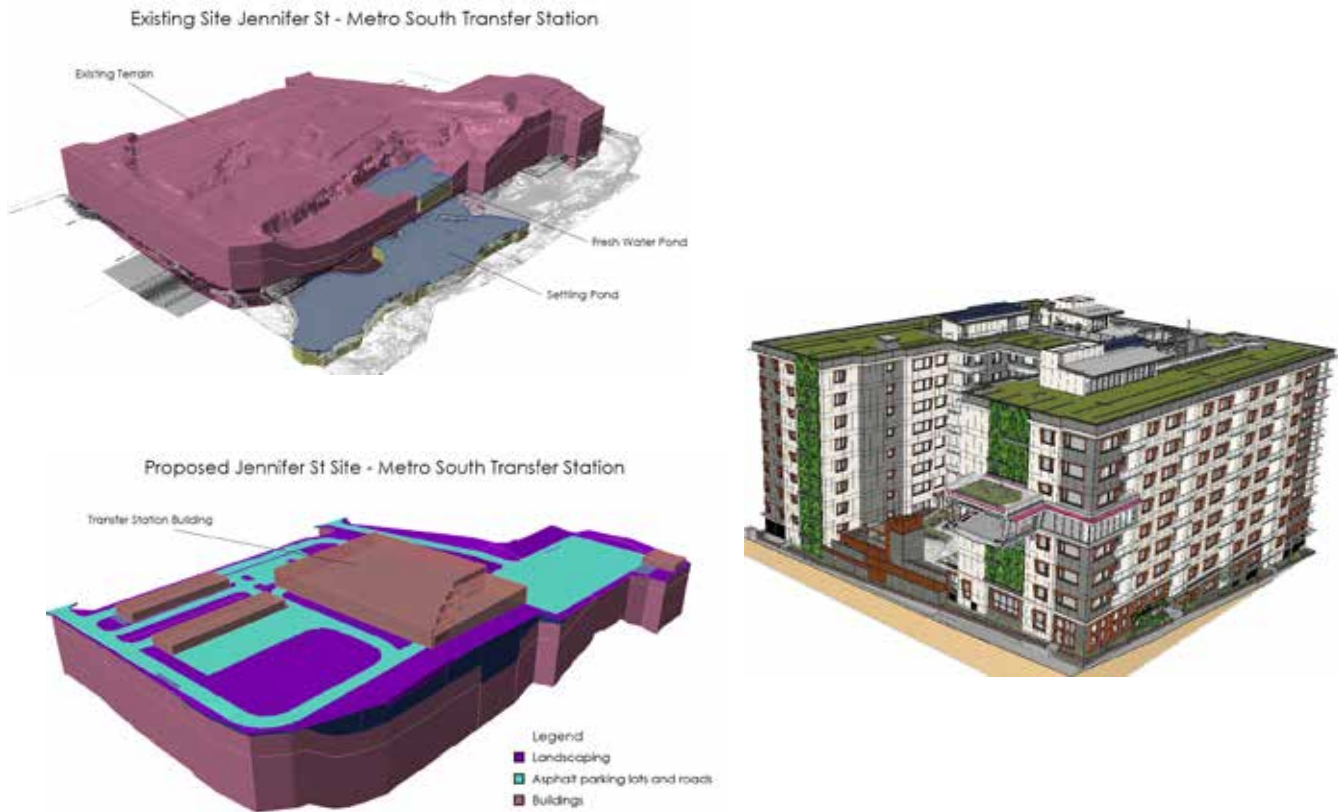 Existing Site Jennifer St - Metro South Transfer Station
Existing Terrain
Fresh Water Pond
Settling Pond
Proposed Jennifer St Site - Metro South Transfer Station
Transfer Station Building
Legend
Landscaping
Asphalt parking lots and roads
Buildings